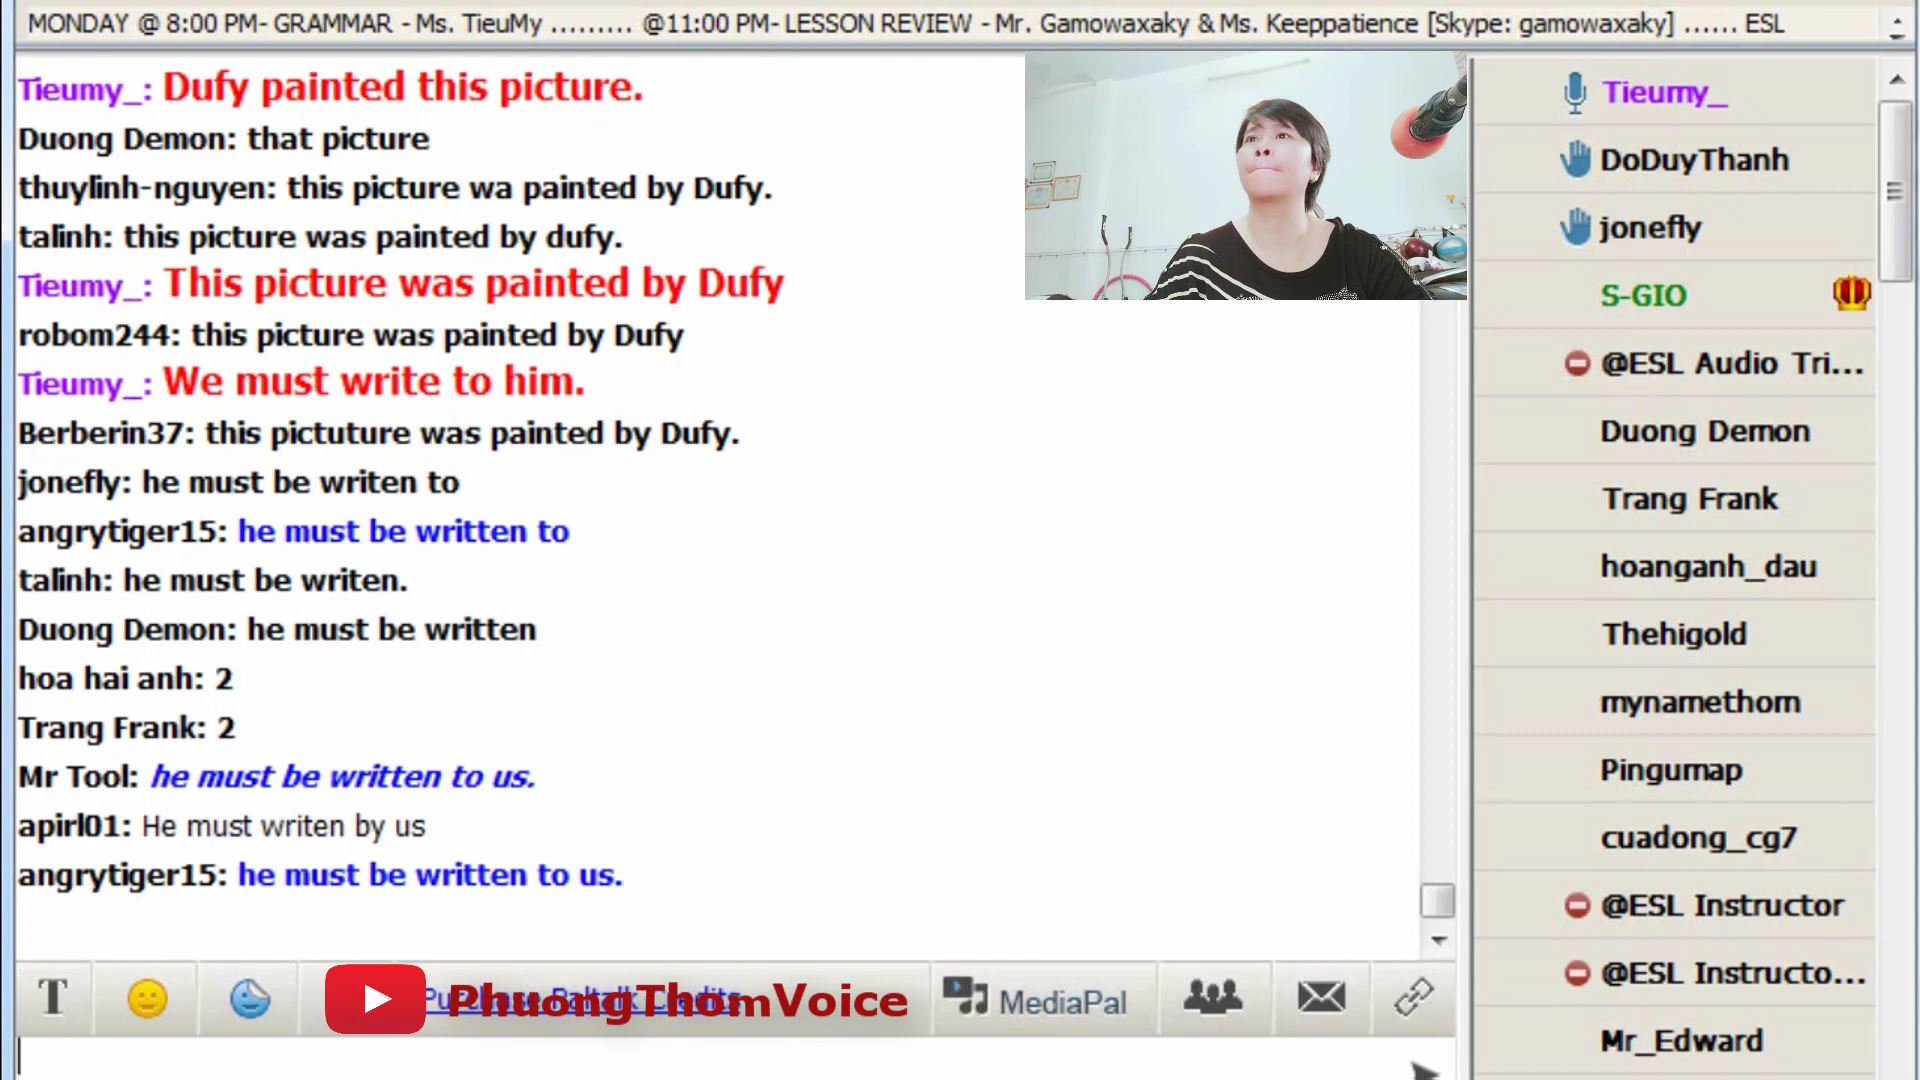 MONDAY @ 8:00 PM- GRAMMAR - Ms. TieuMy ......... @11:00 PM- LESSON REVIEW - Mr. Gamowaxaky & Ms. Keeppatience [Skype: gamowaxaky] ...... ESL
Tieumy_: Dufy painted this picture.
Duong Demon: that picture
thuylinh-nguyen: this picture wa painted by Dufy.
talinh: this picture was painted by dufy.
Tieumy_: This picture was painted by Dufy
robom244: this picture was painted by Dufy
Tieumy_: We must write to him.
Berberin37: this pictuture was painted by Dufy.
jonefly: he must be writen to
angrytiger15: he must be written to
talinh: he must be writen.
Duong Demon: he must be written
hoa hai anh: 2
Trang Frank: 2
Mr Tool: he must be written to us.
apirl01: He must writen by us
angrytiger15: he must be written to us.
T
Purchase Paltalk Credits
PhuongThomVoice
MediaPal
Tieumy_
DoDuyThanh
jonefly
S-GIO
@ESL Audio Tri...
Duong Demon
Trang Frank
hoanganh_dau
Thehigold
mynamethom
Pingumap
cuadong_cg7
@ESL Instructor
@ESL Instructo...
Mr_Edward